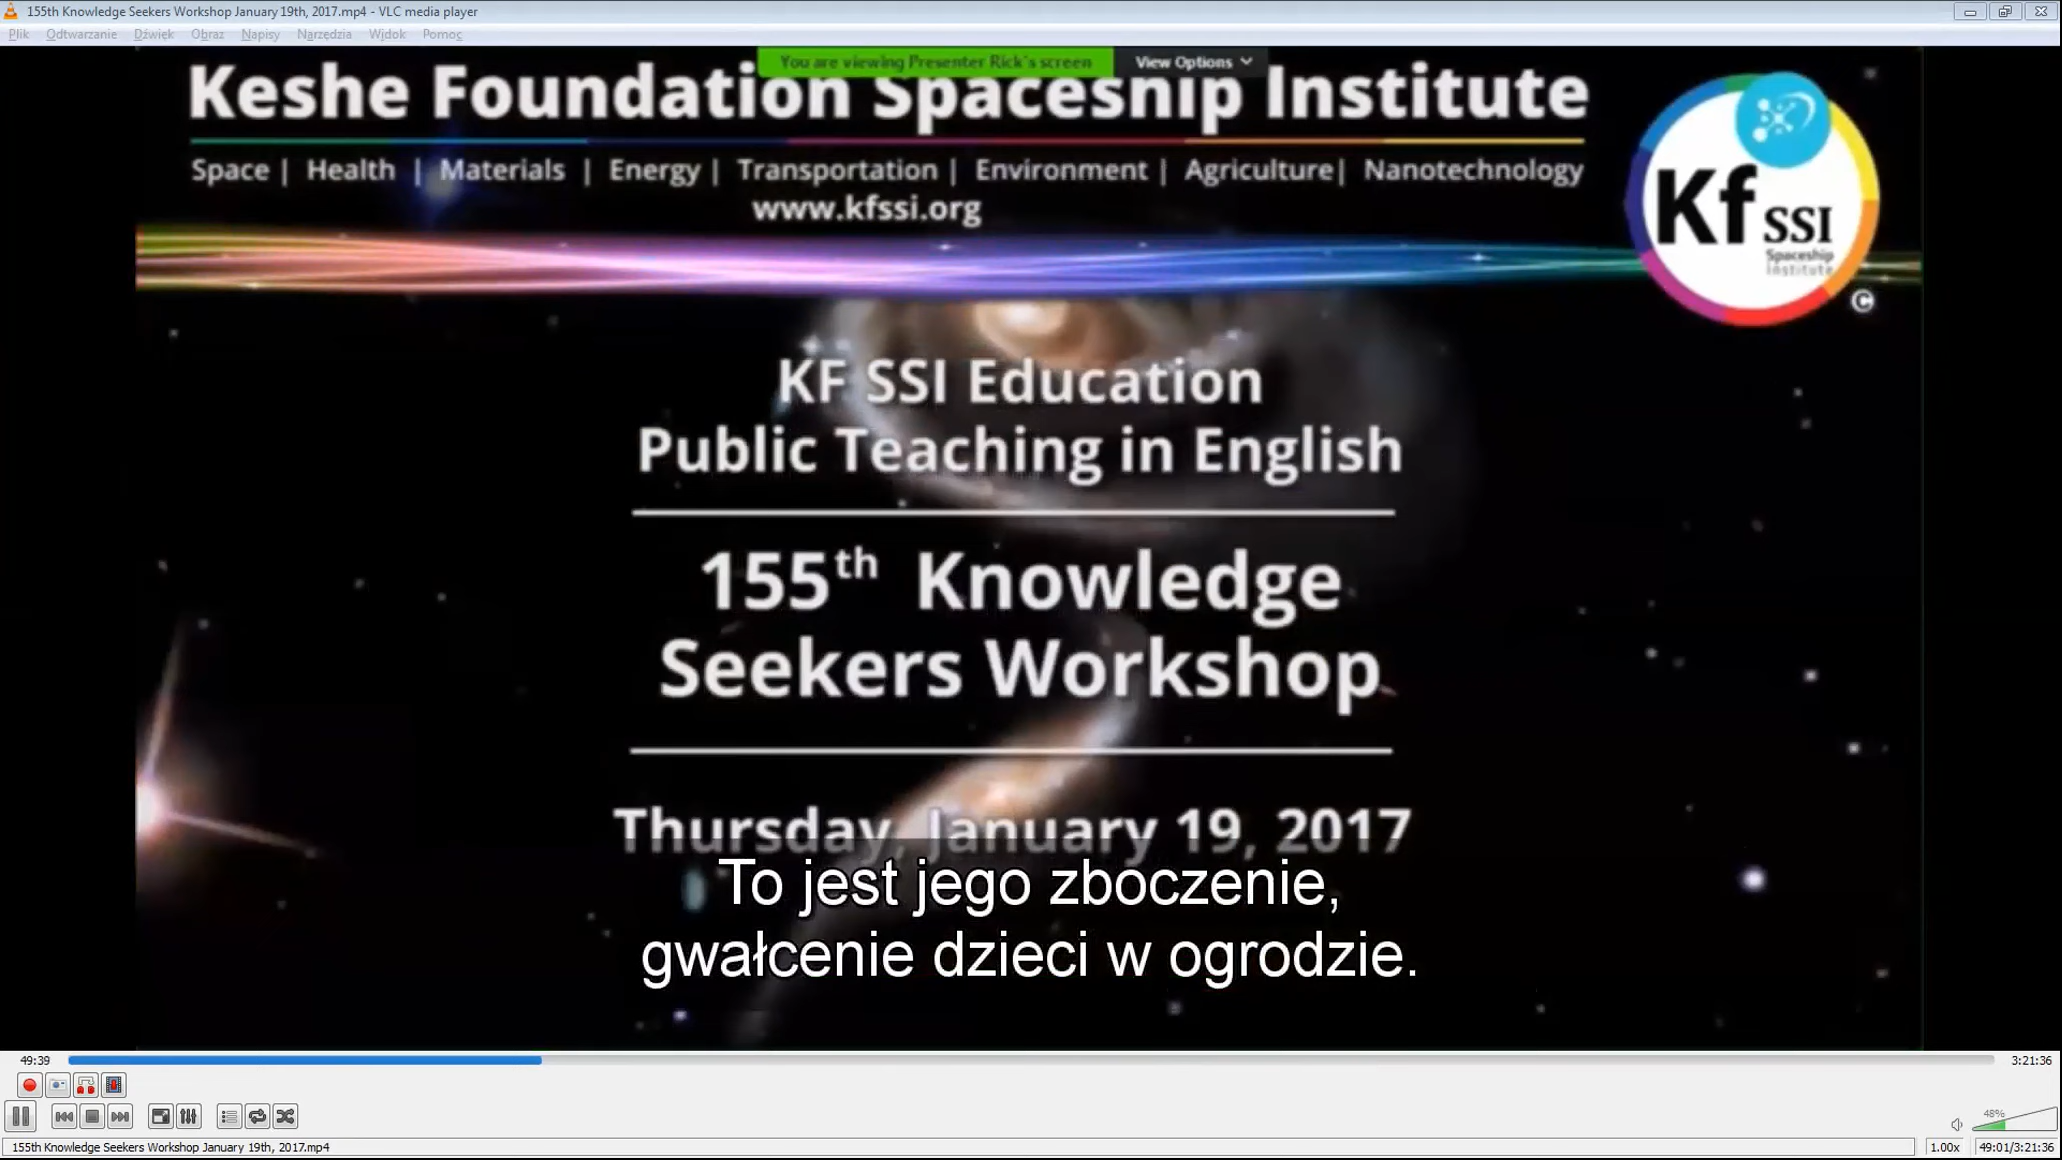 155th Knowledge Seekers Workshop January 19th, 2017.mp4 - VLC media player
Plik Odtwarzanie Dźwięk Obraz Napisy Narzędzia Widok Pomoc
You are viewing Presenter Rick's screen View Options
Keshe Foundation Spaceship Institute
Space | Health | Materials | Energy | Transportation | Environment | Agriculture | Nanotechnology
www.kfssi.org
Kf SSI
Spaceship
Institute
©
KF SSI Education
Public Teaching in English
155th Knowledge
Seekers Workshop
Thursday, January 19, 2017
To jest jego zboczenie,
gwałcenie dzieci w ogrodzie.
49:39 3:21:36
48%
155th Knowledge Seekers Workshop January 19th, 2017.mp4 1.00x 49:01/3:21:36